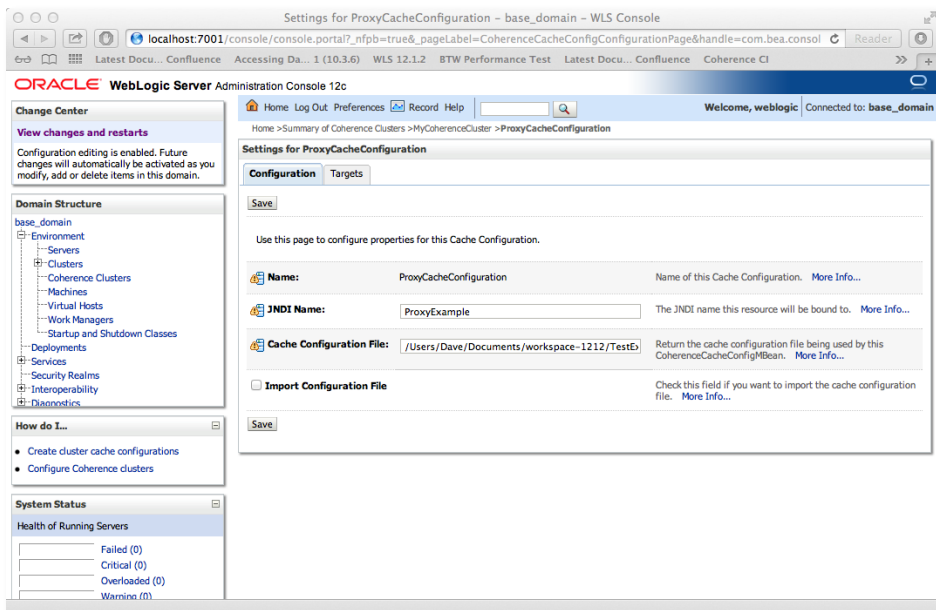 Settings for ProxyCacheConfiguration – base_domain – WLS Console
localhost:7001/console/console.portal?_nfpb=true&_pageLabel=CoherenceCacheConfigConfigurationPage&handle=com.bea.consol
Reader
Latest Docu... Confluence Accessing Da... 1 (10.3.6) WLS 12.1.2 BTW Performance Test Latest Docu... Confluence Coherence CI
ORACLE WebLogic Server Administration Console 12c
Change Center
View changes and restarts
Configuration editing is enabled. Future
changes will automatically be activated as you
modify, add or delete items in this domain.
Domain Structure
base_domain
Environment
Servers
Clusters
Coherence Clusters
Machines
Virtual Hosts
Work Managers
Startup and Shutdown Classes
Deployments
Services
Security Realms
Interoperability
Diagnostics
How do I...
Create cluster cache configurations
Configure Coherence clusters
System Status
Health of Running Servers
Failed (0)
Critical (0)
Overloaded (0)
Warning (0)
Home Log Out Preferences Record Help
Welcome, weblogic Connected to: base_domain
Home >Summary of Coherence Clusters >MyCoherenceCluster >ProxyCacheConfiguration
Settings for ProxyCacheConfiguration
Configuration Targets
Save
Use this page to configure properties for this Cache Configuration.
Name: ProxyCacheConfiguration Name of this Cache Configuration. More Info...
JNDI Name: ProxyExample The JNDI name this resource will be bound to. More Info...
Cache Configuration File: /Users/Dave/Documents/workspace-1212/TestEx Return the cache configuration file being used by this
CoherenceCacheConfigMBean. More Info...
Import Configuration File Check this field if you want to import the cache configuration
file. More Info...
Save